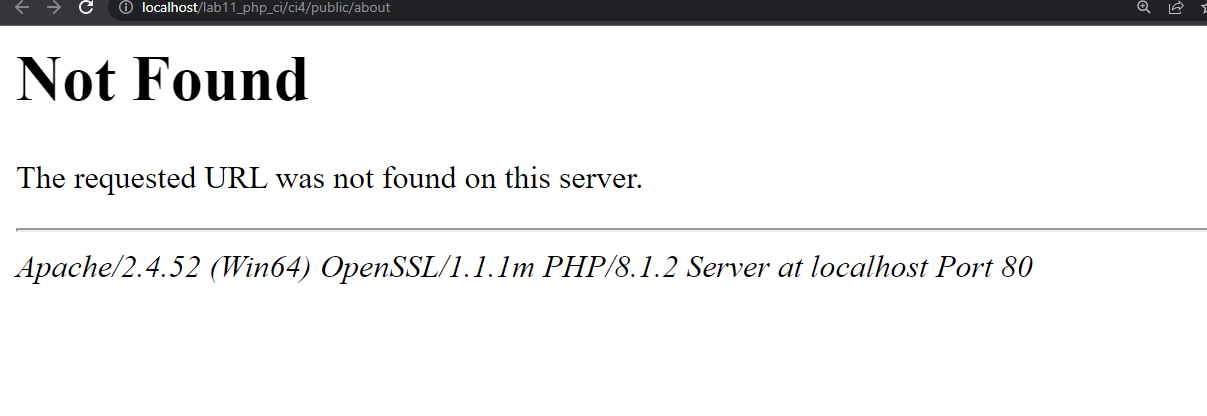 localhost/lab11_php_ci/ci4/public/about
Not Found
The requested URL was not found on this server.
Apache/2.4.52 (Win64) OpenSSL/1.1.1m PHP/8.1.2 Server at localhost Port 80